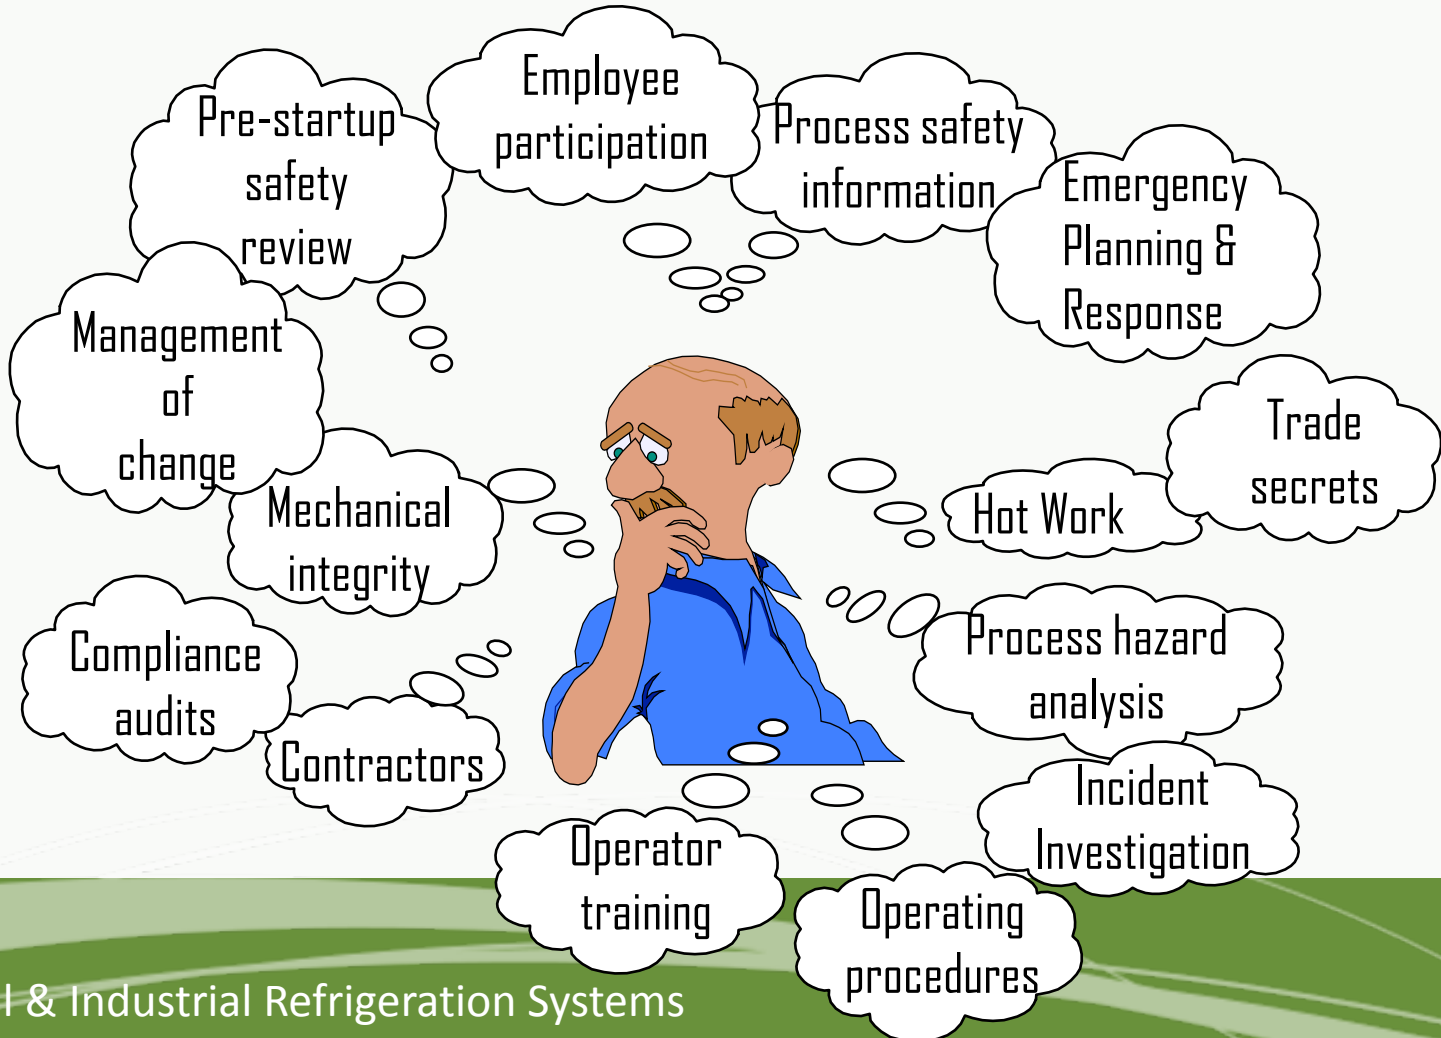 Employee
participation
Process safety
information
Pre-startup
safety
review
Emergency
Planning &
Response
Management
of
change
Trade
secrets
Hot Work
Mechanical
integrity
Process hazard
analysis
Compliance
audits
Contractors
Incident
Investigation
Operator
training
Operating
procedures
l & Industrial Refrigeration Systems